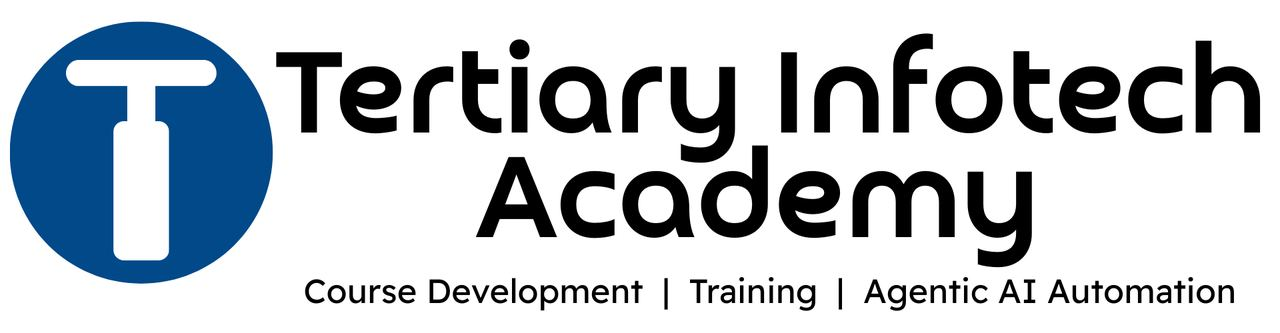 Tertiary Infotech
Academy
Course Development | Training | Agentic AI Automation